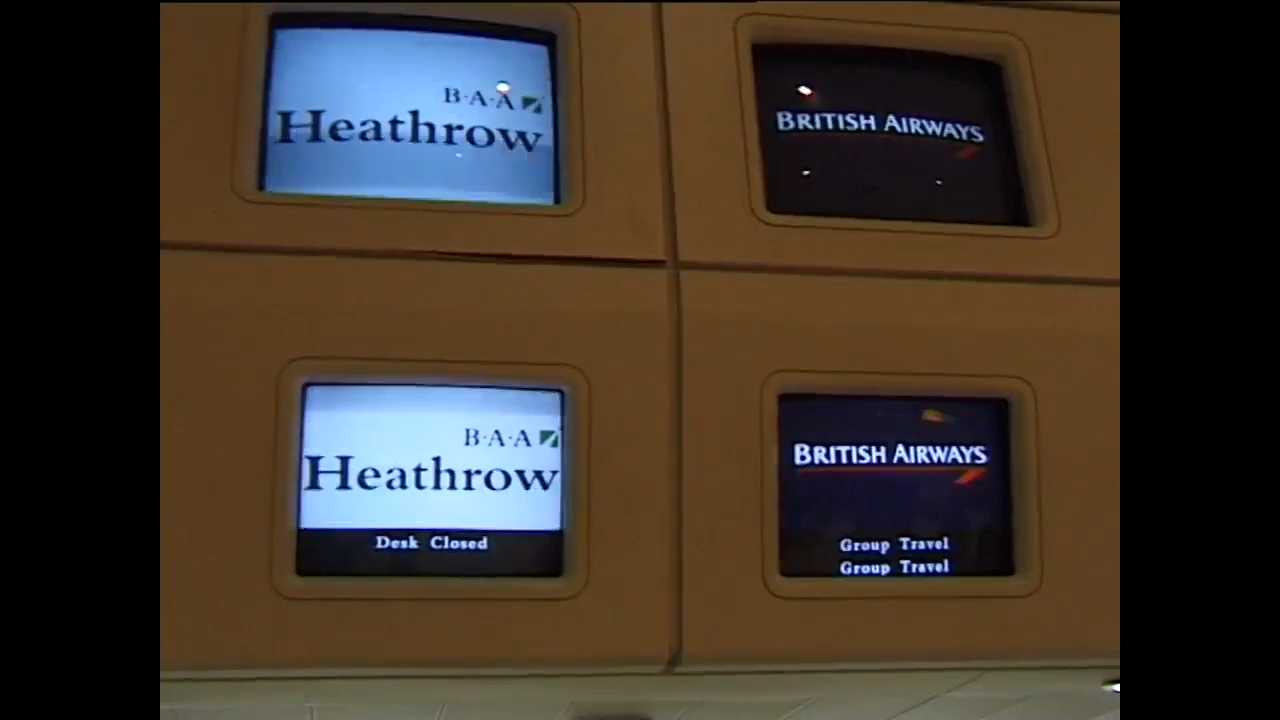 B·A·A
Heathrow
BRITISH AIRWAYS
B·A·A
Heathrow
Desk Closed
BRITISH AIRWAYS
Group Travel
Group Travel